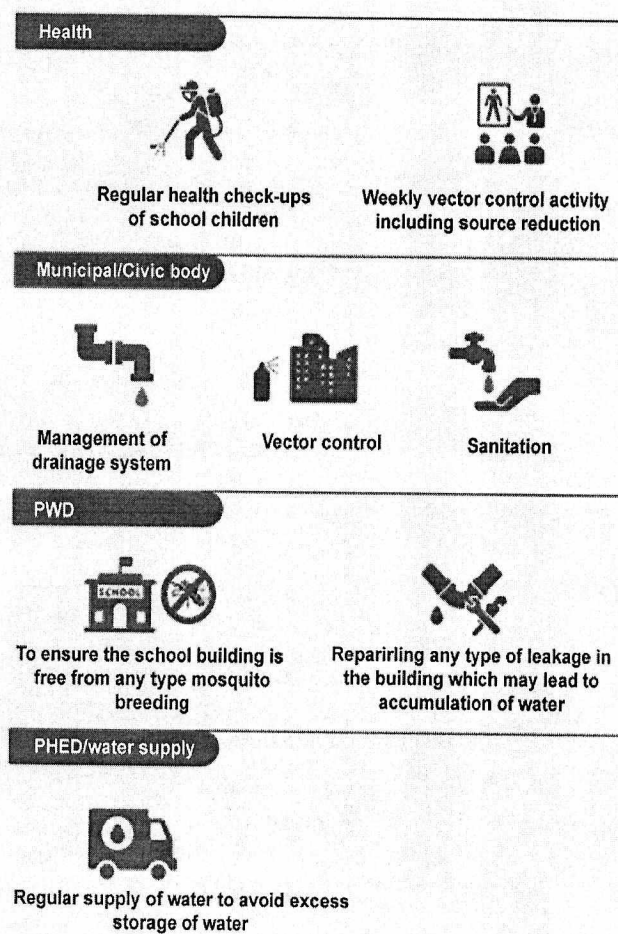 Health
Regular health check-ups
of school children
Weekly vector control activity
including source reduction
Municipal/Civic body
Management of
drainage system
Vector control
Sanitation
PWD
SCHOOL
To ensure the school building is
free from any type mosquito
breeding
Reparirling any type of leakage in
the building which may lead to
accumulation of water
PHED/water supply
Regular supply of water to avoid excess
storage of water